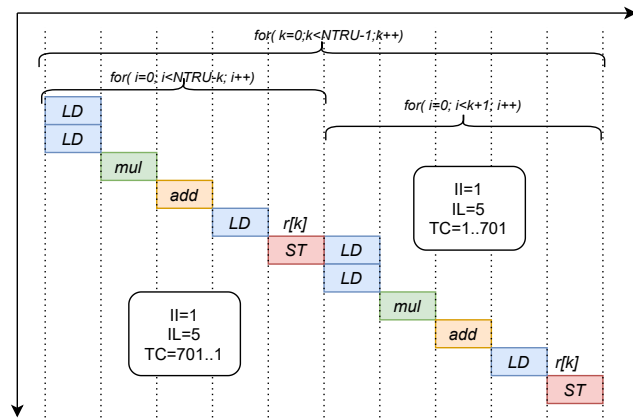 for( k=0;k<NTRU-1;k++)
for( i=0; i<NTRU-k; i++)
for( i=0; i<k+1; i++)
LD
LD
mul
add
LD
r[k]
ST
LD
LD
mul
add
LD
r[k]
ST
II=1
IL=5
TC=1..701
II=1
IL=5
TC=701..1